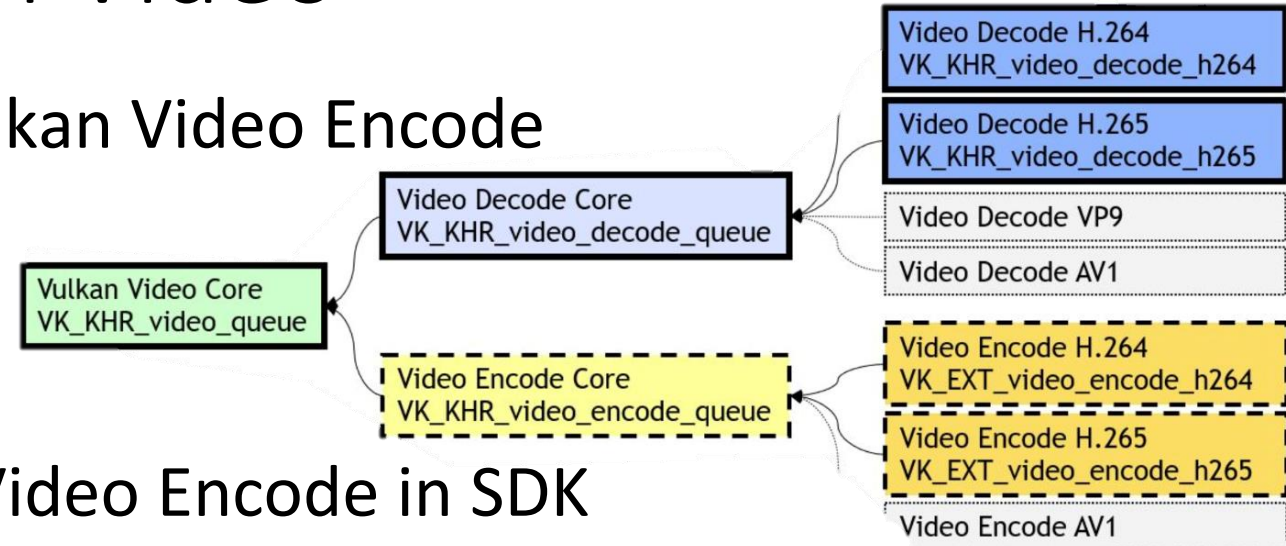 kan Video Encode
Video Encode in SDK
Vulkan Video Core
VK_KHR_video_queue
Video Decode Core
VK_KHR_video_decode_queue
Video Encode Core
VK_KHR_video_encode_queue
Video Decode H.264
VK_KHR_video_decode_h264
Video Decode H.265
VK_KHR_video_decode_h265
Video Decode VP9
Video Decode AV1
Video Encode H.264
VK_EXT_video_encode_h264
Video Encode H.265
VK_EXT_video_encode_h265
Video Encode AV1